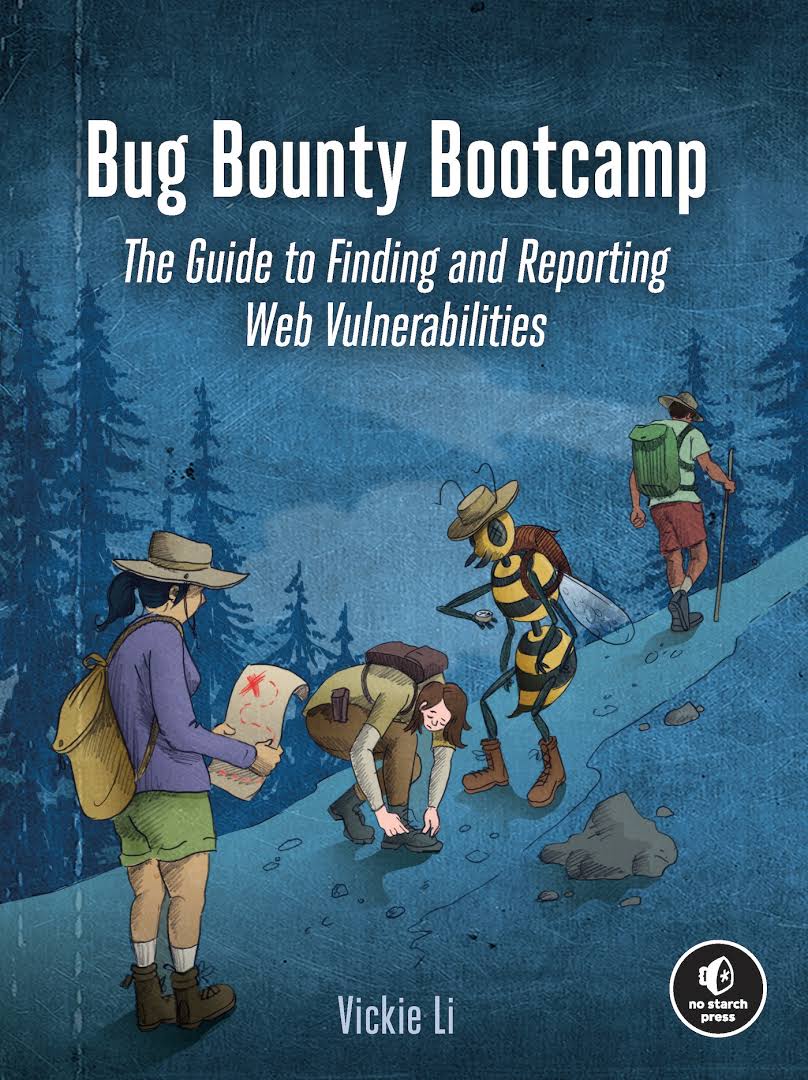 Bug Bounty Bootcamp
The Guide to Finding and Reporting
Web Vulnerabilities
Vickie Li
no starch
press